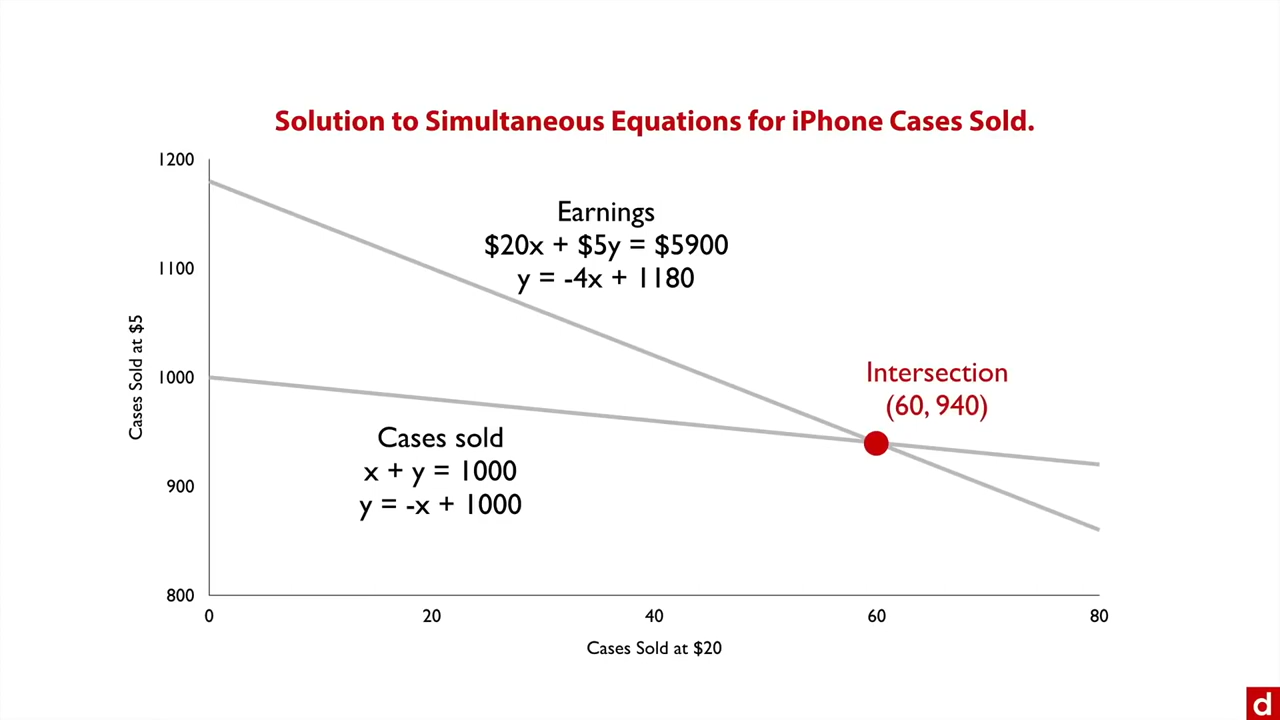 Solution to Simultaneous Equations for iPhone Cases Sold.
1200
1100
1000
900
800
Cases Sold at $5
Earnings
$20x + $5y = $5900
y = -4x + 1180
Intersection
(60, 940)
Cases sold
x + y = 1000
y = -x + 1000
0
20
40
60
80
Cases Sold at $20
d